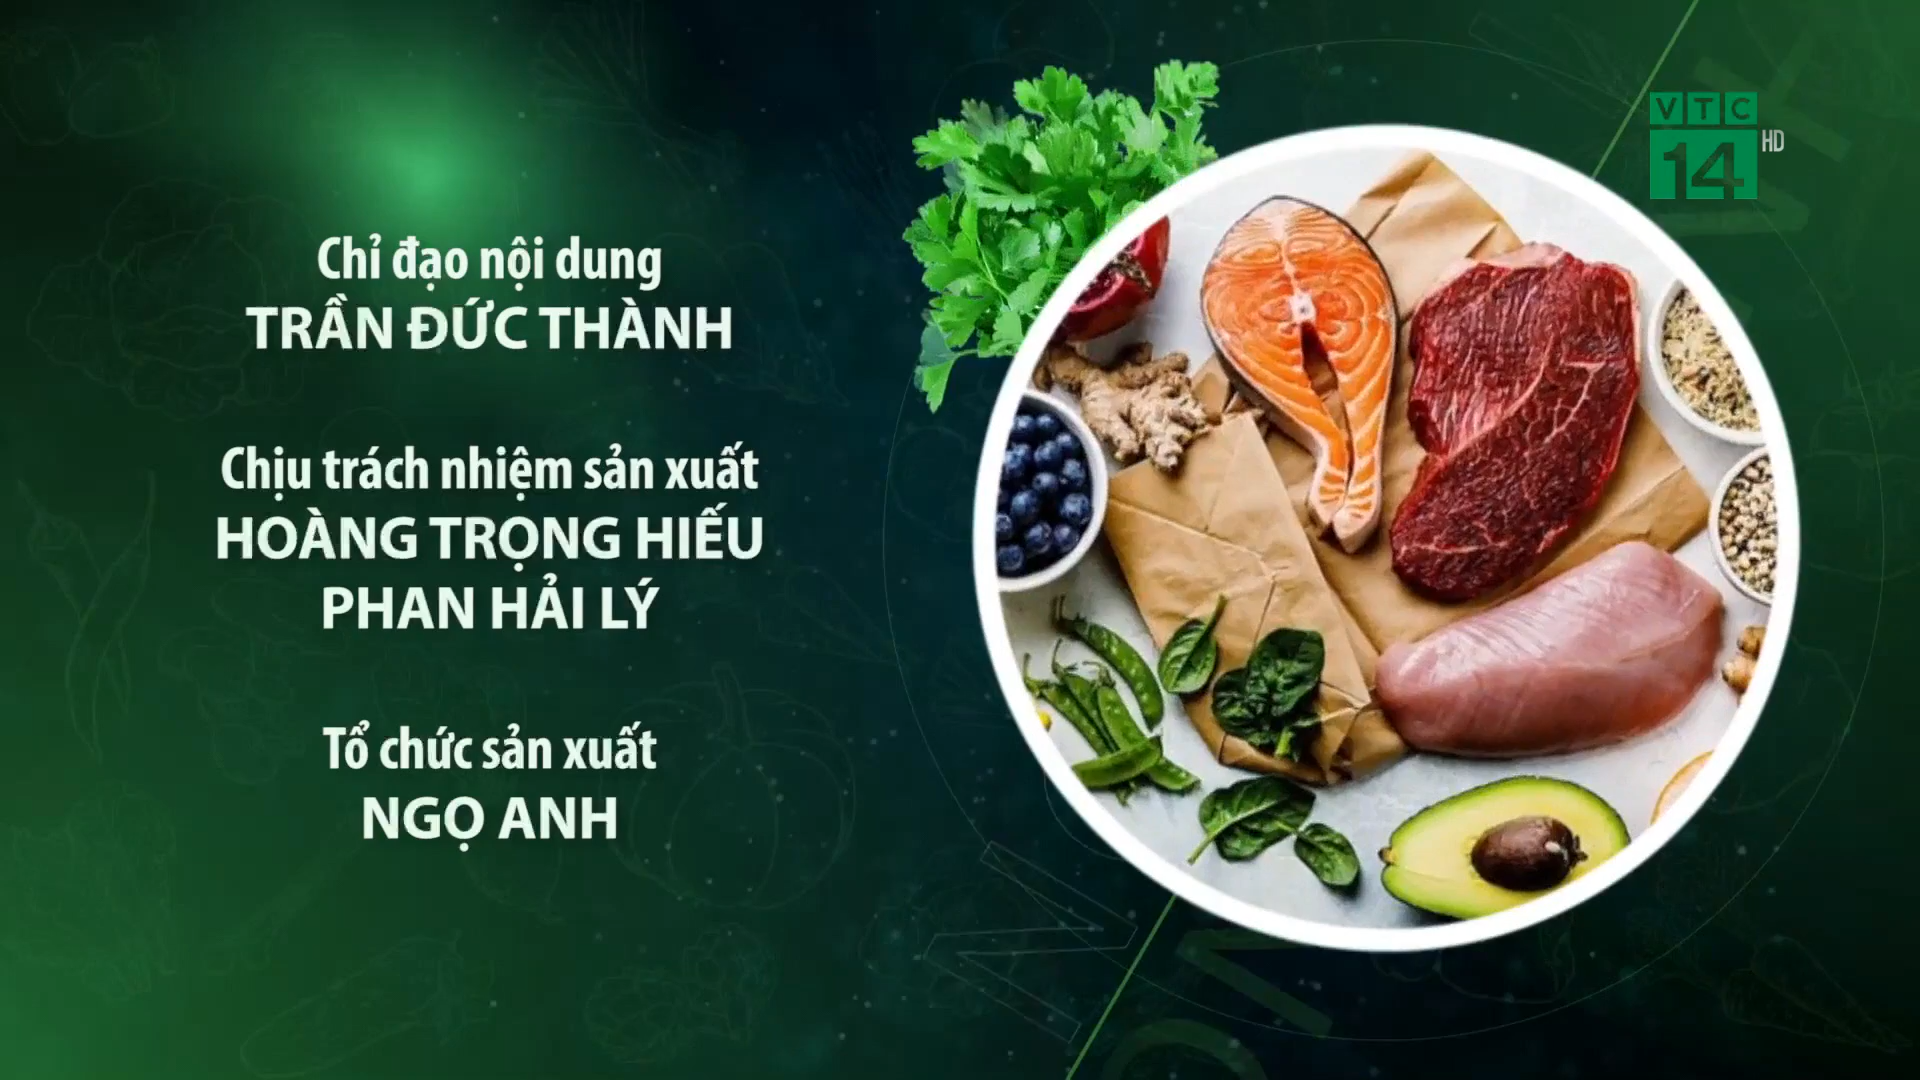 VTC
14 HD
Chỉ đạo nội dung
TRẦN ĐỨC THÀNH
Chịu trách nhiệm sản xuất
HOÀNG TRỌNG HIẾU
PHAN HẢI LÝ
Tổ chức sản xuất
NGỌ ANH